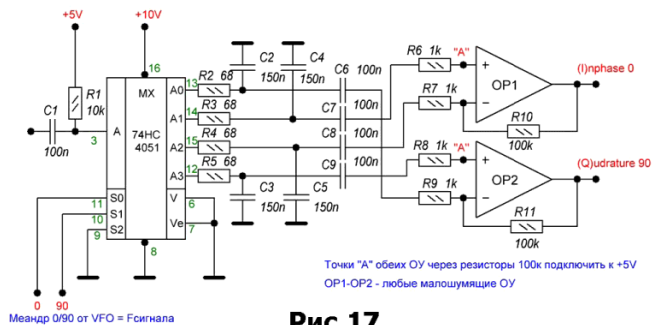 +5V
+10V
16
MX
74HC
4051
R1
10k
C1
100n
3
A
A0
A1
A2
A3
13
14
15
12
R2 68
R3 68
R4 68
R5 68
C2
150n
C4
150n
C3
150n
C5
150n
C6
100n
C7
100n
C8
100n
C9
100n
R6 1k
R7 1k
R8 1k
R9 1k
"A"
"A"
+
-
OP1
+
-
OP2
R10
100k
R11
100k
(I)nphase 0
(Q)udrature 90
S0
S1
S2
11
10
9
V
Ve
6
7
8
0 90
Меандр 0/90 от VFO = Fсигнала
Точки "A" обеих ОУ через резисторы 100к подключить к +5V
OP1-OP2 - любые малошумящие ОУ
Рис 17